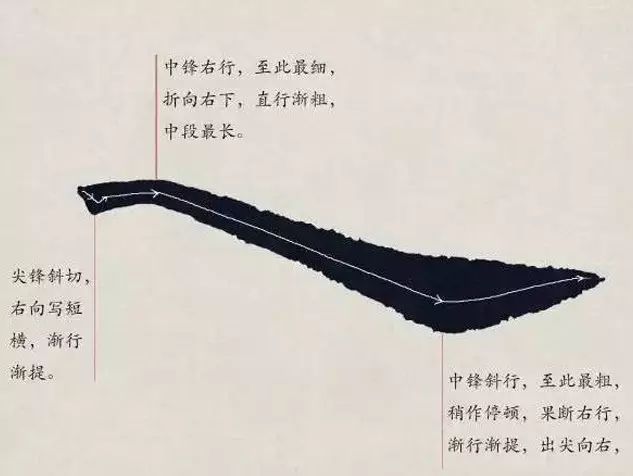 中锋右行，至此最细，
折向右下，直行渐粗，
中段最长。
尖锋斜切，
右向写短
横，渐行
渐提。
中锋斜行，至此最粗，
稍作停顿，果断右行，
渐行渐提，出尖向右，